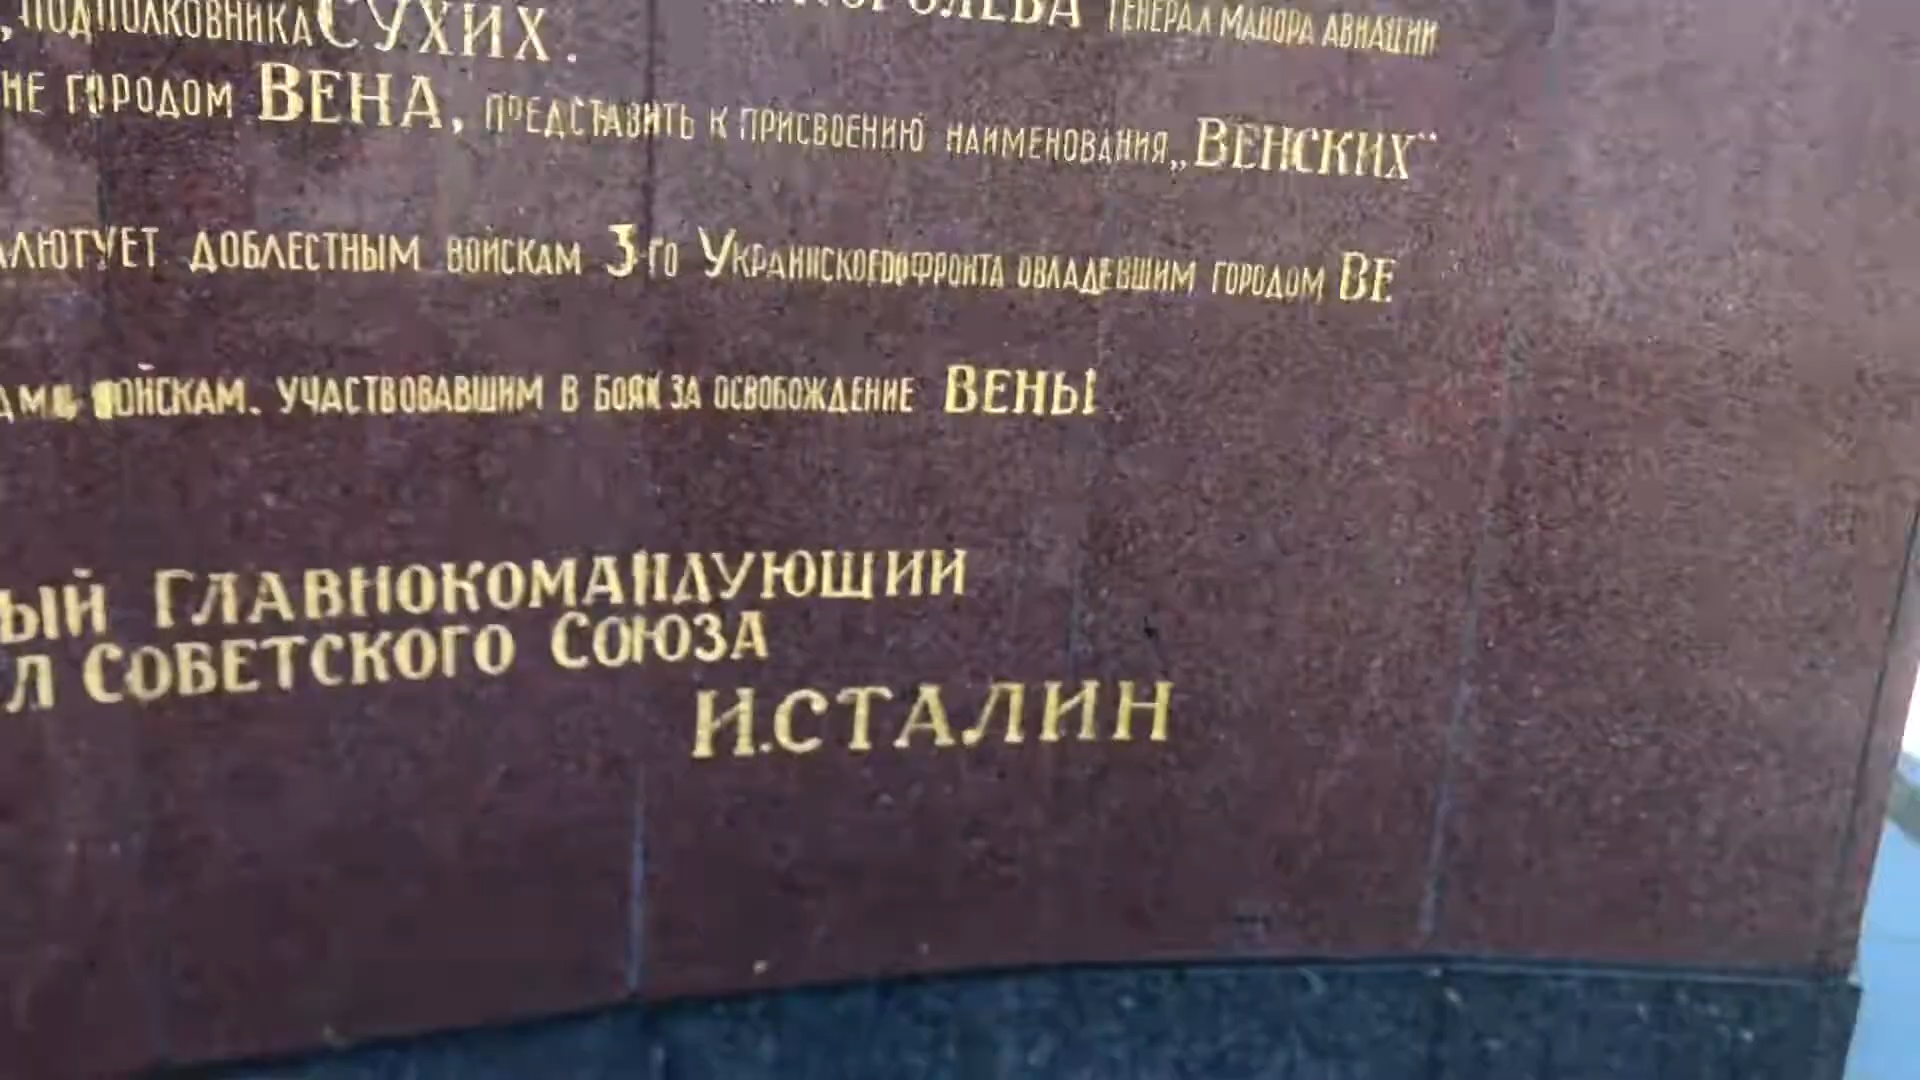 , ПОДПОЛКОВНИКА СУХИХ.
КОРОЛЕВА ГЕНЕРАЛ МАЙОРА АВИАЦИИ
НЕ ГОРОДОМ ВЕНА, ПРЕДСТАВИТЬ К ПРИСВОЕНИЮ НАИМЕНОВАНИЯ „ВЕНСКИХ“
АЛЮТУЕТ ДОБЛЕСТНЫМ ВОЙСКАМ 3-ГО УКРАИНСКОГО ФРОНТА ОВЛАДЕВШИМ ГОРОДОМ ВЕ
ВОЙСКАМ. УЧАСТВОВАВШИМ В БОЯХ ЗА ОСВОБОЖДЕНИЕ ВЕНЫ
ЫЙ ГЛАВНОКОМАНДУЮЩИЙ
Л СОВЕТСКОГО СОЮЗА
И.СТАЛИН